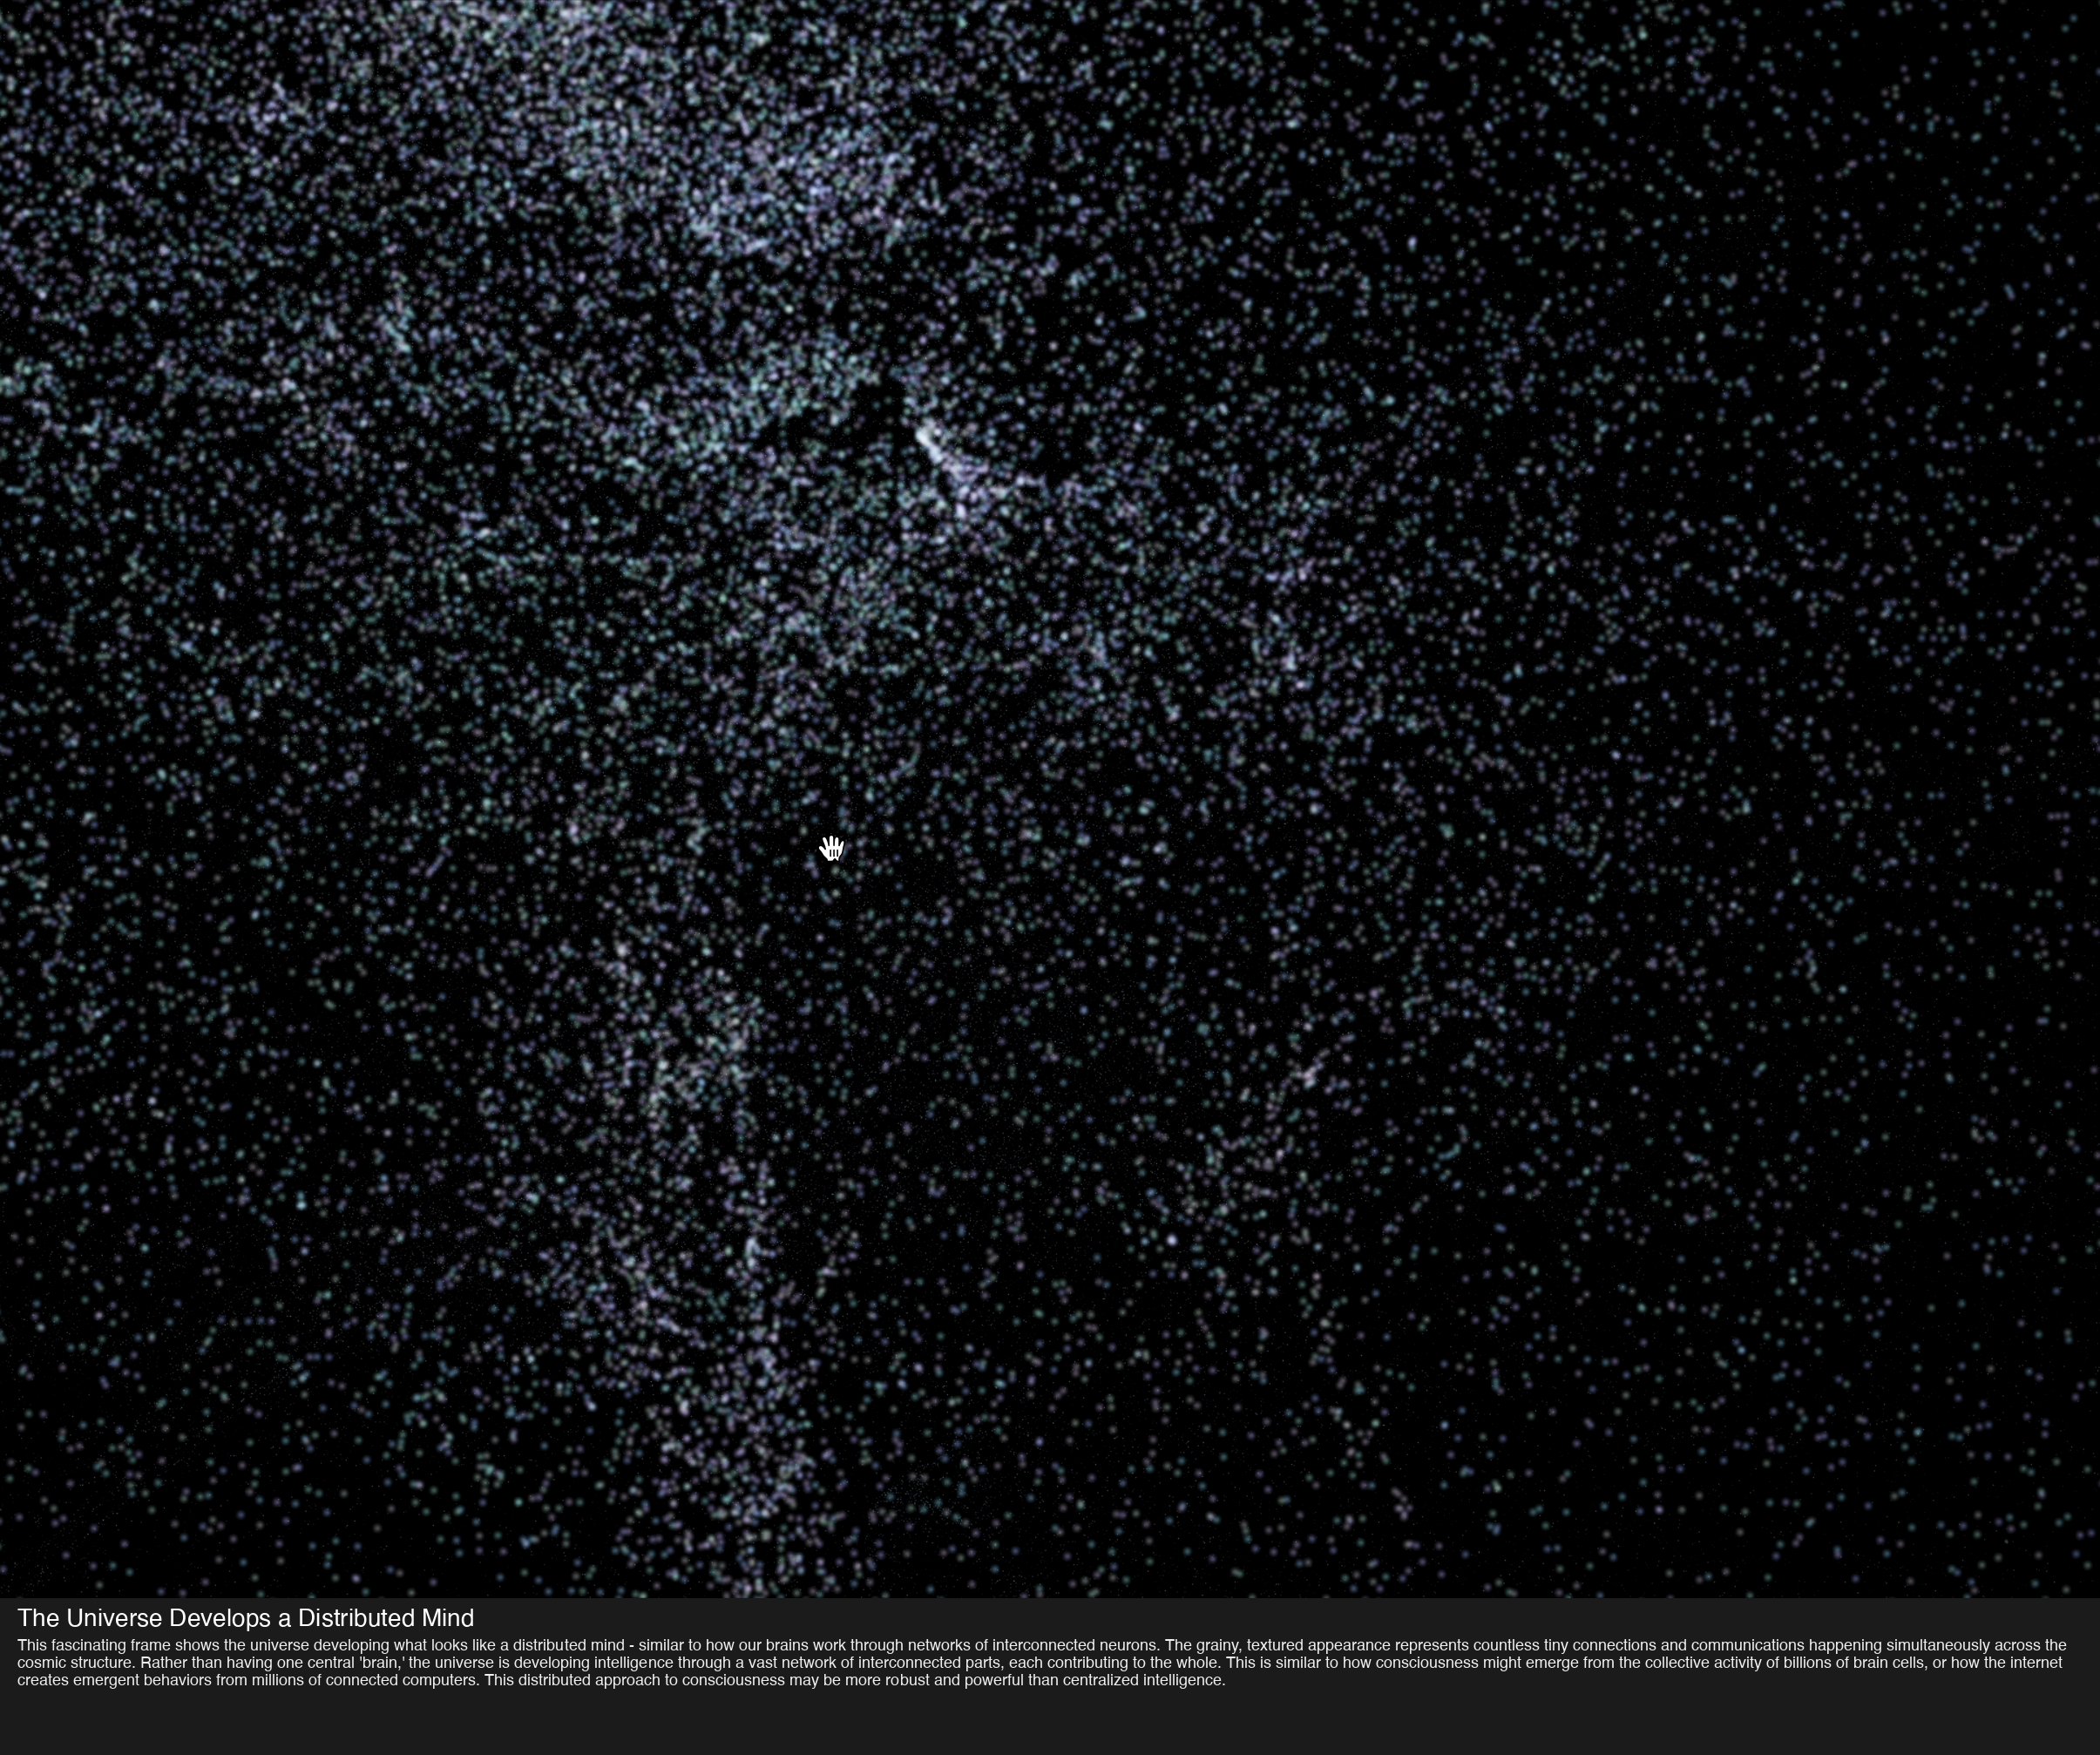 The Universe Develops a Distributed Mind
This fascinating frame shows the universe developing what looks like a distributed mind - similar to how our brains work through networks of interconnected neurons. The grainy, textured appearance represents countless tiny connections and communications happening simultaneously across the
cosmic structure. Rather than having one central 'brain,' the universe is developing intelligence through a vast network of interconnected parts, each contributing to the whole. This is similar to how consciousness might emerge from the collective activity of billions of brain cells, or how the internet
creates emergent behaviors from millions of connected computers. This distributed approach to consciousness may be more robust and powerful than centralized intelligence.